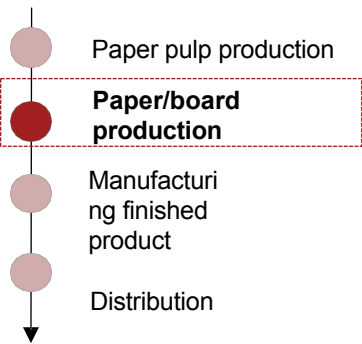 Paper pulp production
Paper/board
production
Manufacturi
ng finished
product
Distribution